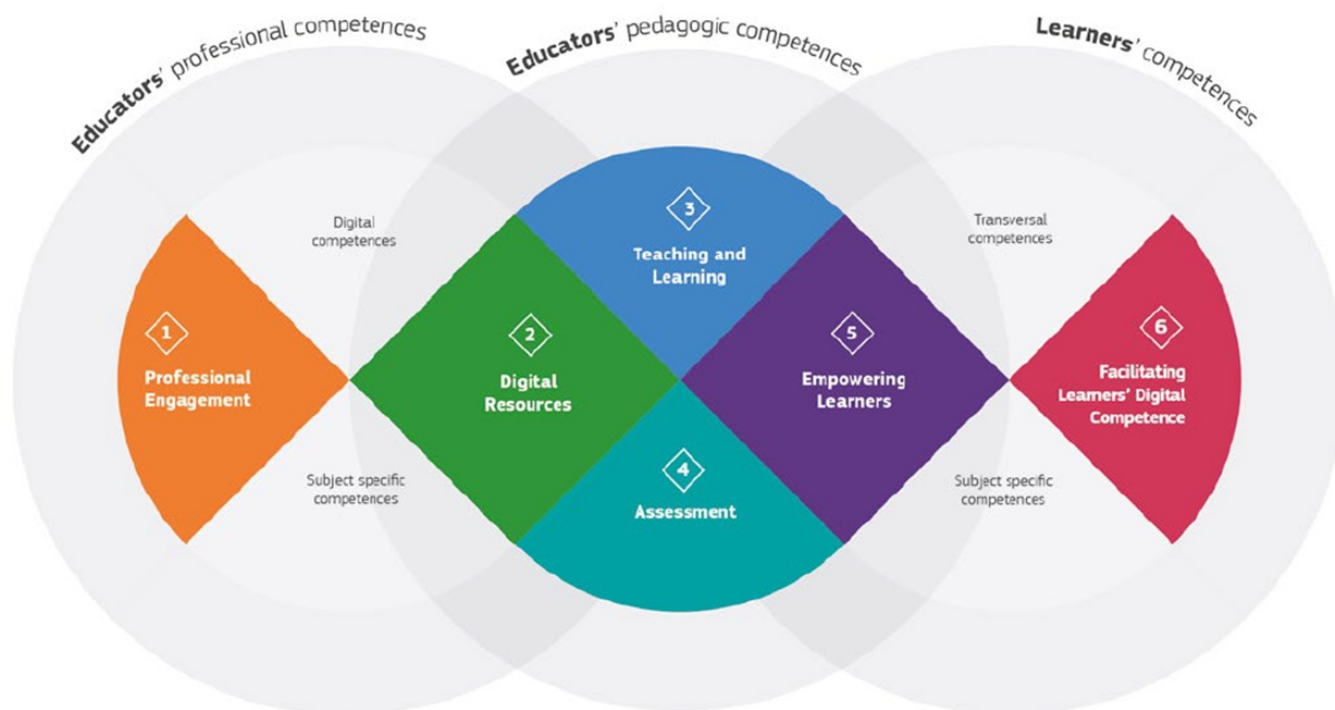 Educators' professional competences
Educators' pedagogic competences
Learners' competences
Digital
competences
3
Teaching and
Learning
Transversal
competences
1
Professional
Engagement
2
Digital
Resources
5
Empowering
Learners
6
Facilitating
Learners' Digital
Competence
Subject specific
competences
4
Assessment
Subject specific
competences